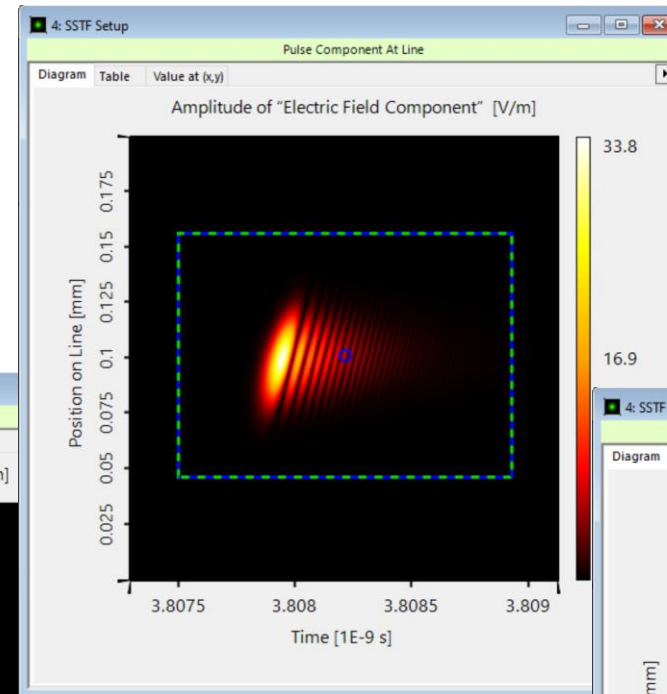 4: SSTF Setup
Pulse Component At Line
Diagram Table Value at (x,y)
Amplitude of "Electric Field Component" [V/m]
33.8
16.9
0.175
0.15
0.125
0.1
0.075
0.05
0.025
Position on Line [mm]
3.8075 3.808 3.8085 3.809
Time [1E-9 s]
4: SSTF
Diagram
mm]